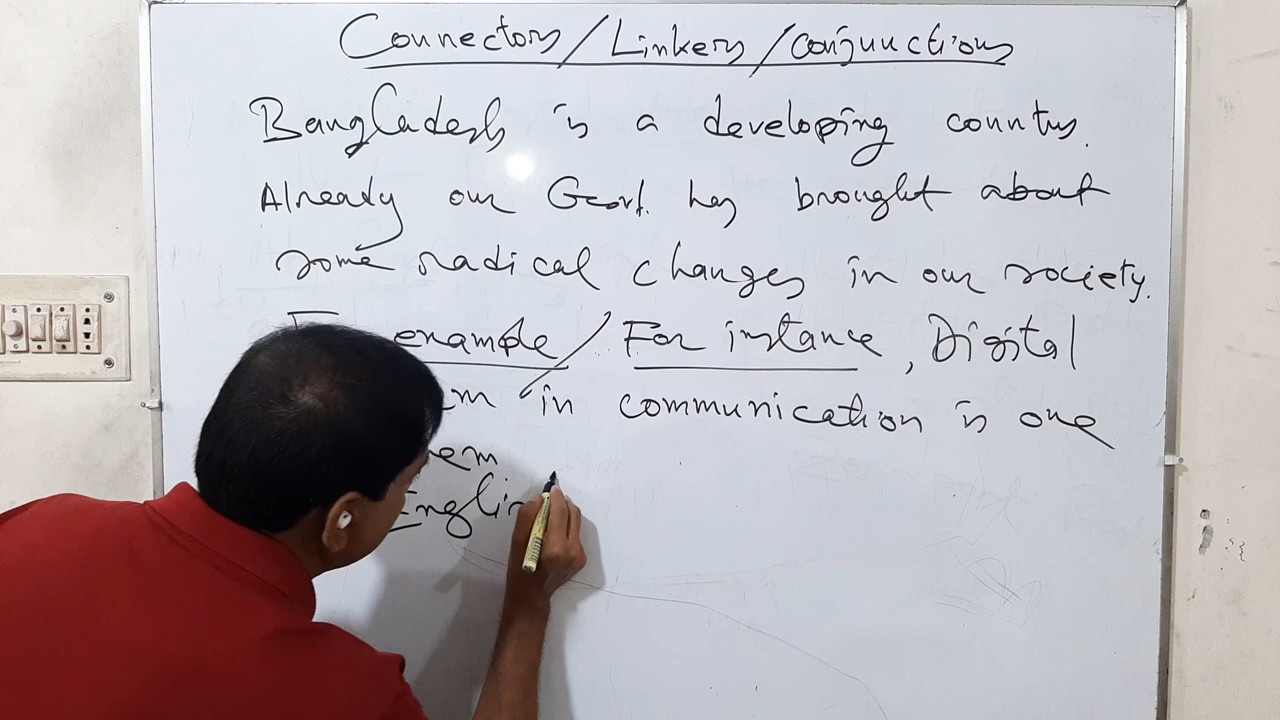 Connectors/Linkers/Conjunctions
Bangladesh is a developing country.
Already our Govt. has brought about
some radical changes in our society.
example / For instance, Digital
in communication is one